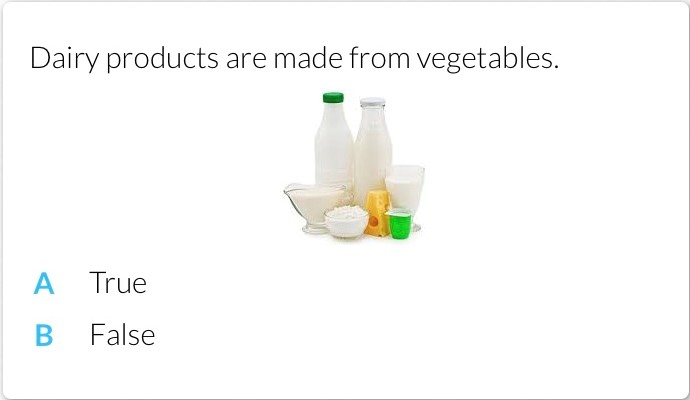 Dairy products are made from vegetables.
A True
B False